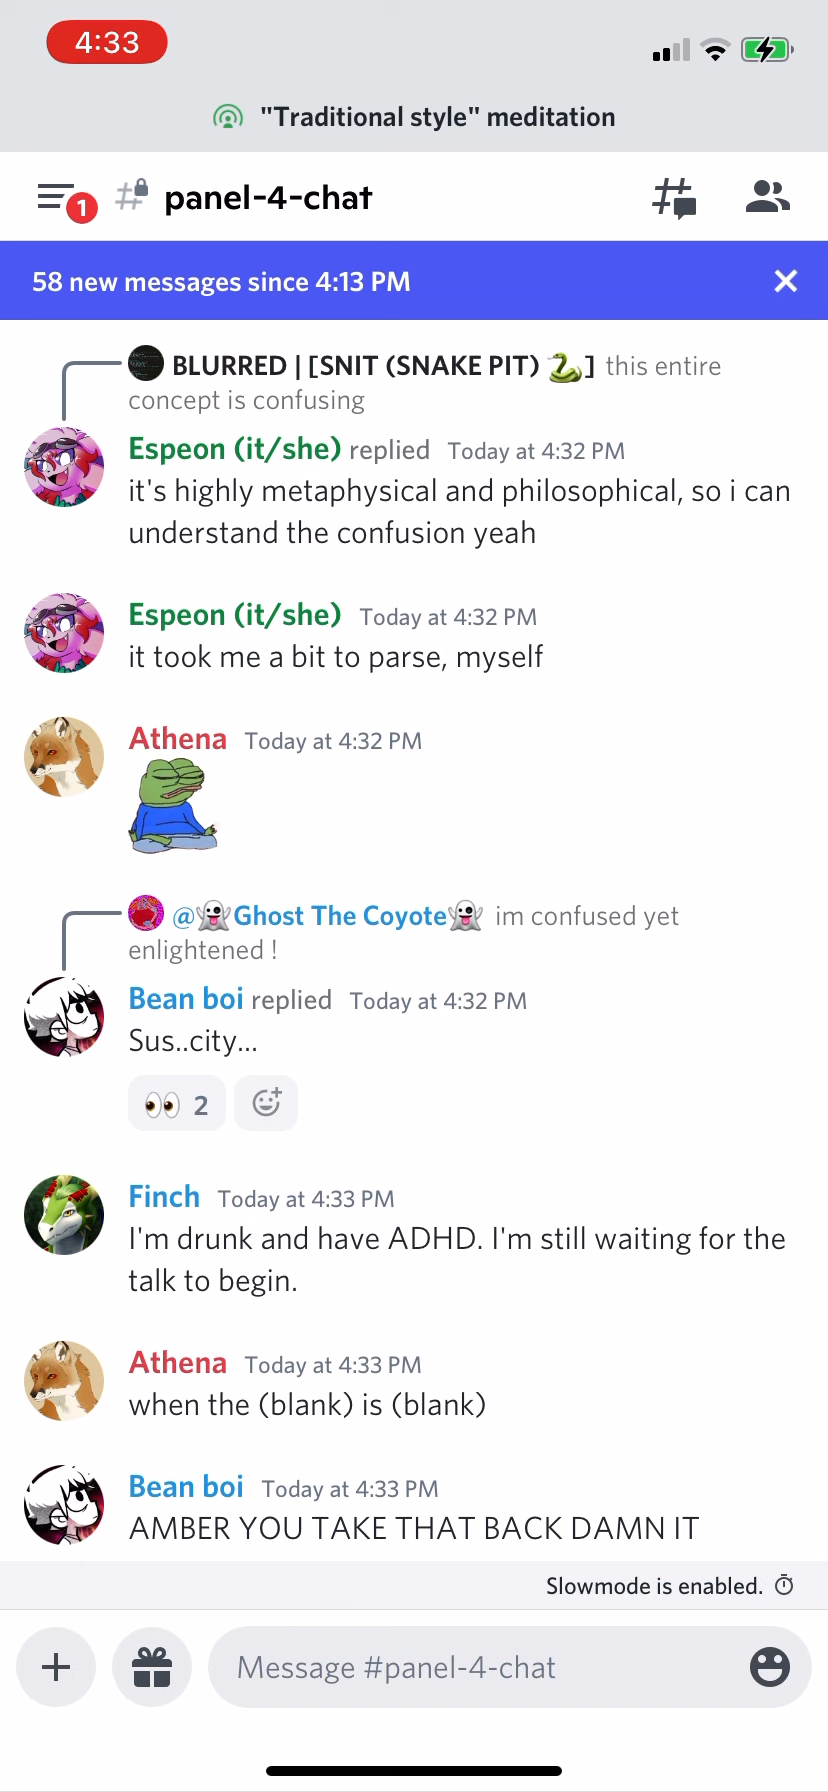 4:33
"Traditional style" meditation
1
panel-4-chat
58 new messages since 4:13 PM
BLURRED | [SNIT (SNAKE PIT) 🐍] this entire
concept is confusing
Espeon (it/she) replied Today at 4:32 PM
it's highly metaphysical and philosophical, so i can
understand the confusion yeah
Espeon (it/she) Today at 4:32 PM
it took me a bit to parse, myself
Athena Today at 4:32 PM
@👻Ghost The Coyote👻 im confused yet
enlightened !
Bean boi replied Today at 4:32 PM
Sus..city...
👀 2
Finch Today at 4:33 PM
I'm drunk and have ADHD. I'm still waiting for the
talk to begin.
Athena Today at 4:33 PM
when the (blank) is (blank)
Bean boi Today at 4:33 PM
AMBER YOU TAKE THAT BACK DAMN IT
Slowmode is enabled.
Message #panel-4-chat